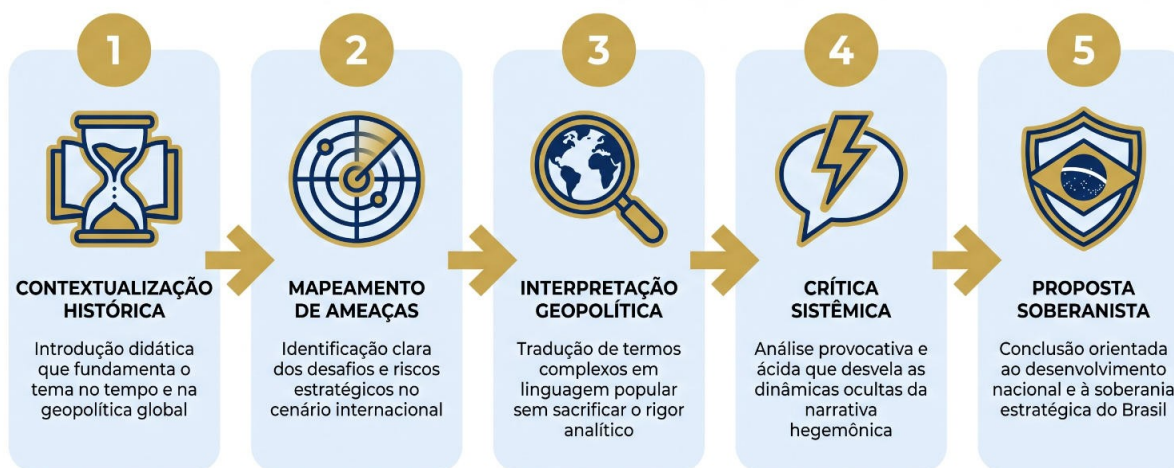 1
CONTEXTUALIZAÇÃO
HISTÓRICA
Introdução didática
que fundamenta o
tema no tempo e na
geopolítica global
2
MAPEAMENTO
DE AMEAÇAS
Identificação clara
dos desafios e riscos
estratégicos no
cenário internacional
3
INTERPRETAÇÃO
GEOPOLÍTICA
Tradução de termos
complexos em
linguagem popular
sem sacrificar o rigor
analítico
4
CRÍTICA
SISTÊMICA
Análise provocativa e
ácida que desvela as
dinâmicas ocultas da
narrativa
hegemônica
5
PROPOSTA
SOBERANISTA
Conclusão orientada
ao desenvolvimento
nacional e à soberania
estratégica do Brasil